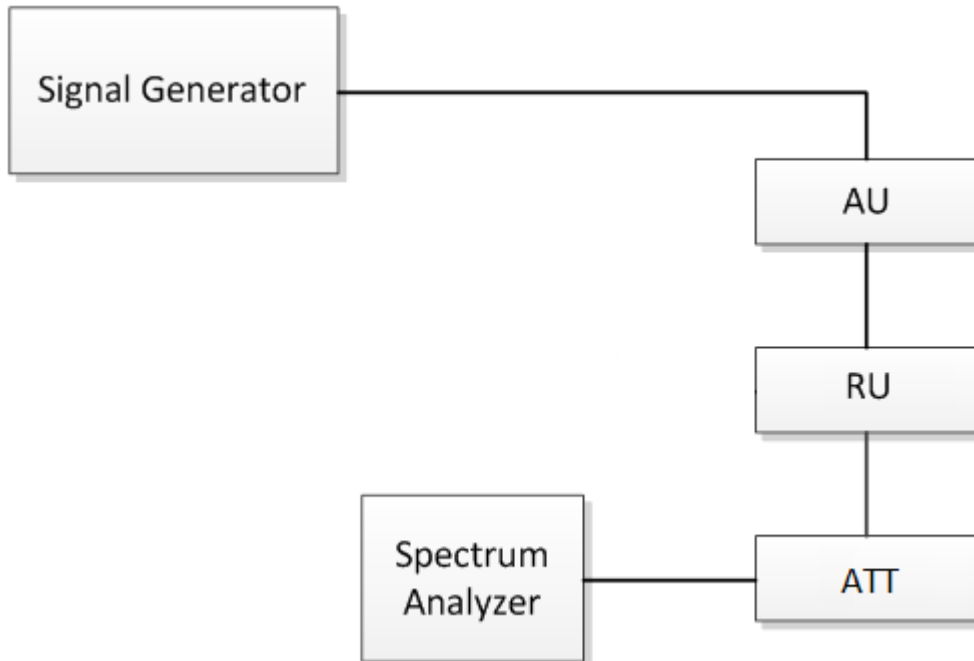 Signal Generator
AU
RU
Spectrum
Analyzer
ATT